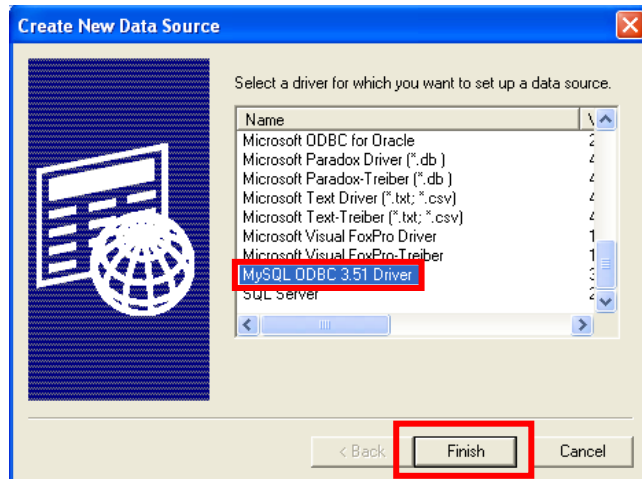 Create New Data Source
Select a driver for which you want to set up a data source.
Name
Microsoft ODBC for Oracle
Microsoft Paradox Driver (*.db )
Microsoft Paradox-Treiber (*.db )
Microsoft Text Driver (*.txt; *.csv)
Microsoft Text-Treiber (*.txt; *.csv)
Microsoft Visual FoxPro Driver
Microsoft Visual FoxPro-Treiber
MySQL ODBC 3.51 Driver
SQL Server
< Back Finish Cancel